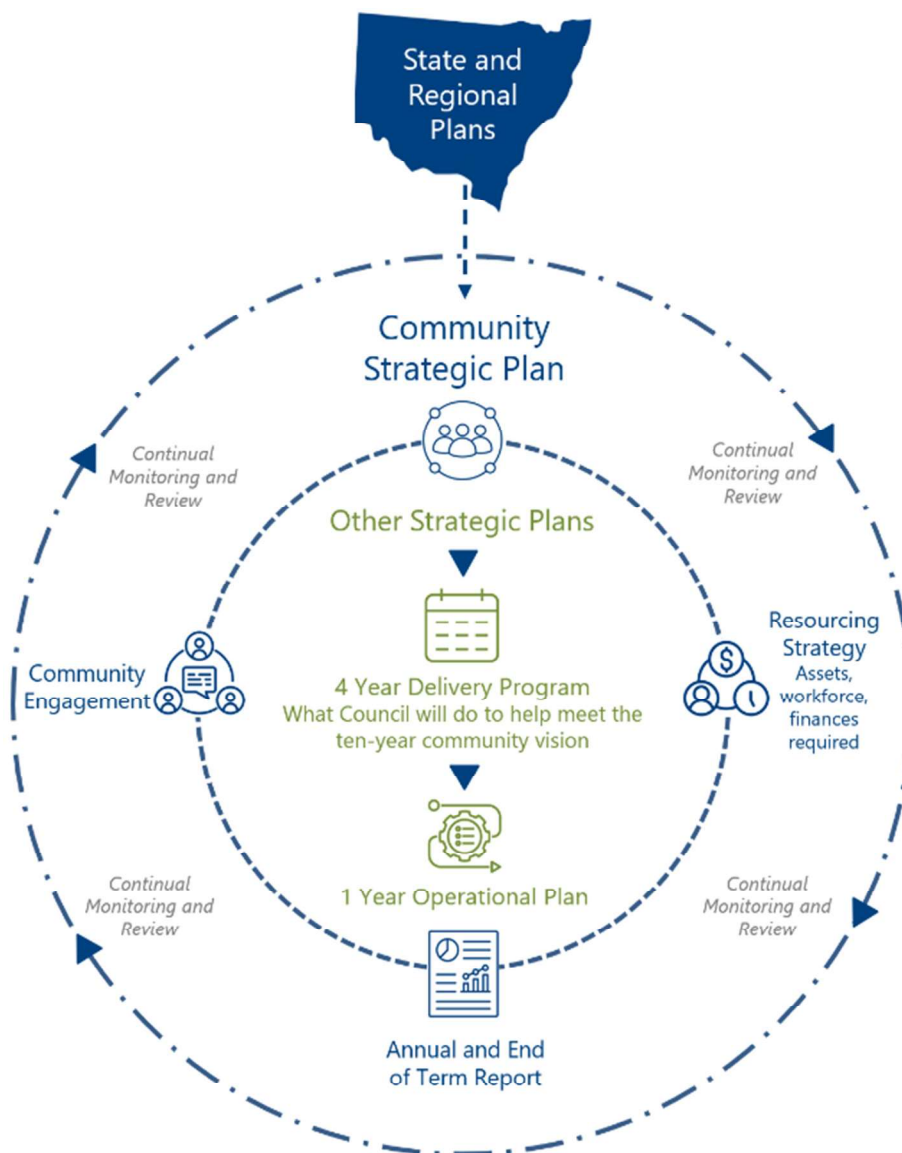 State and
Regional
Plans
Community
Strategic Plan
Continual
Monitoring and
Review
Continual
Monitoring and
Review
Other Strategic Plans
Community
Engagement
$
Resourcing
Strategy
Assets,
workforce,
finances
required
4 Year Delivery Program
What Council will do to help meet the
ten-year community vision
1 Year Operational Plan
Continual
Monitoring and
Review
Continual
Monitoring and
Review
Annual and End
of Term Report